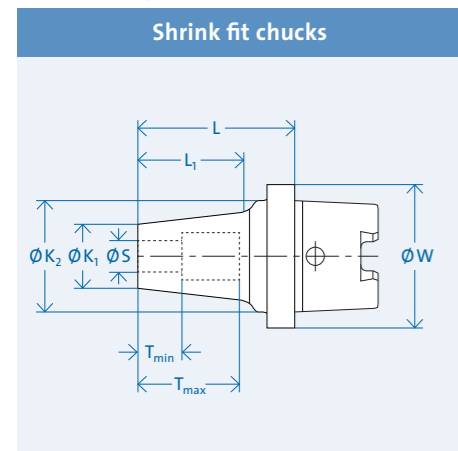 Shrink fit chucks
L
L₁
ØK₂ ØK₁ ØS ØW
Tmin
Tmax